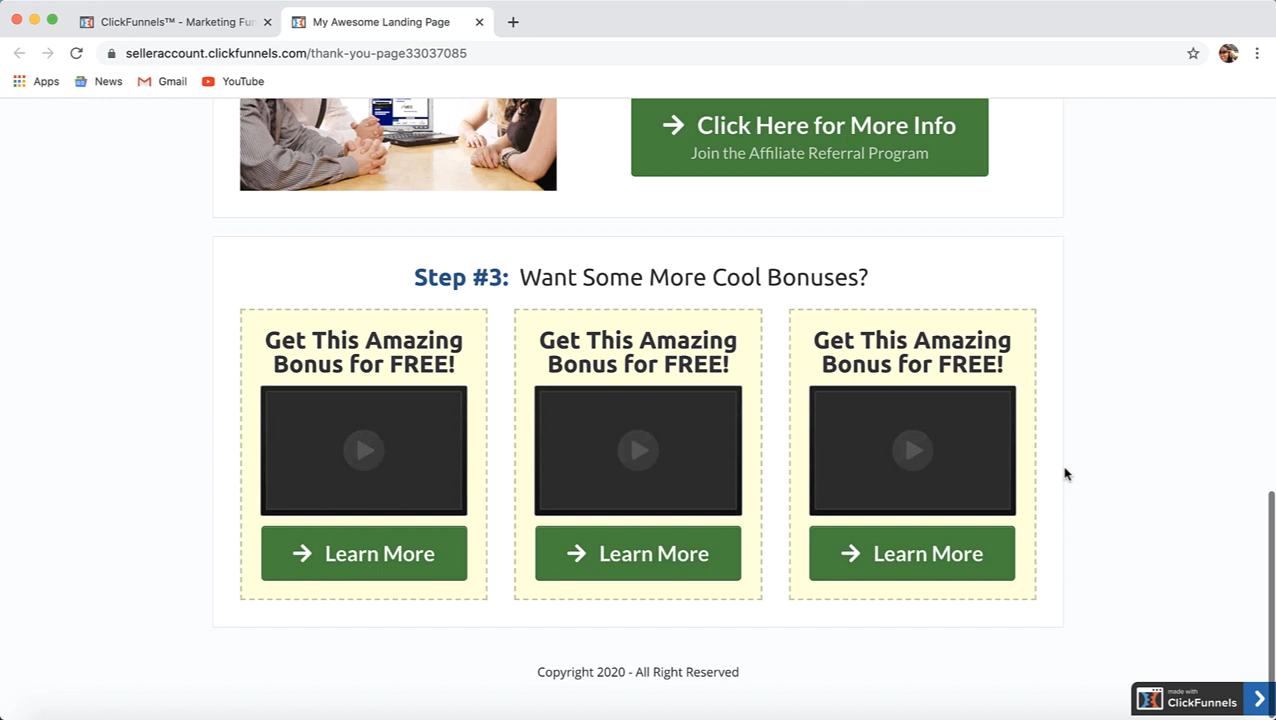 ClickFunnels™ - Marketing Fun
My Awesome Landing Page
selleraccount.clickfunnels.com/thank-you-page33037085
Apps News Gmail YouTube
Click Here for More Info
Join the Affiliate Referral Program
Step #3: Want Some More Cool Bonuses?
Get This Amazing
Bonus for FREE!
Learn More
Get This Amazing
Bonus for FREE!
Learn More
Get This Amazing
Bonus for FREE!
Learn More
Copyright 2020 - All Right Reserved
made with
ClickFunnels